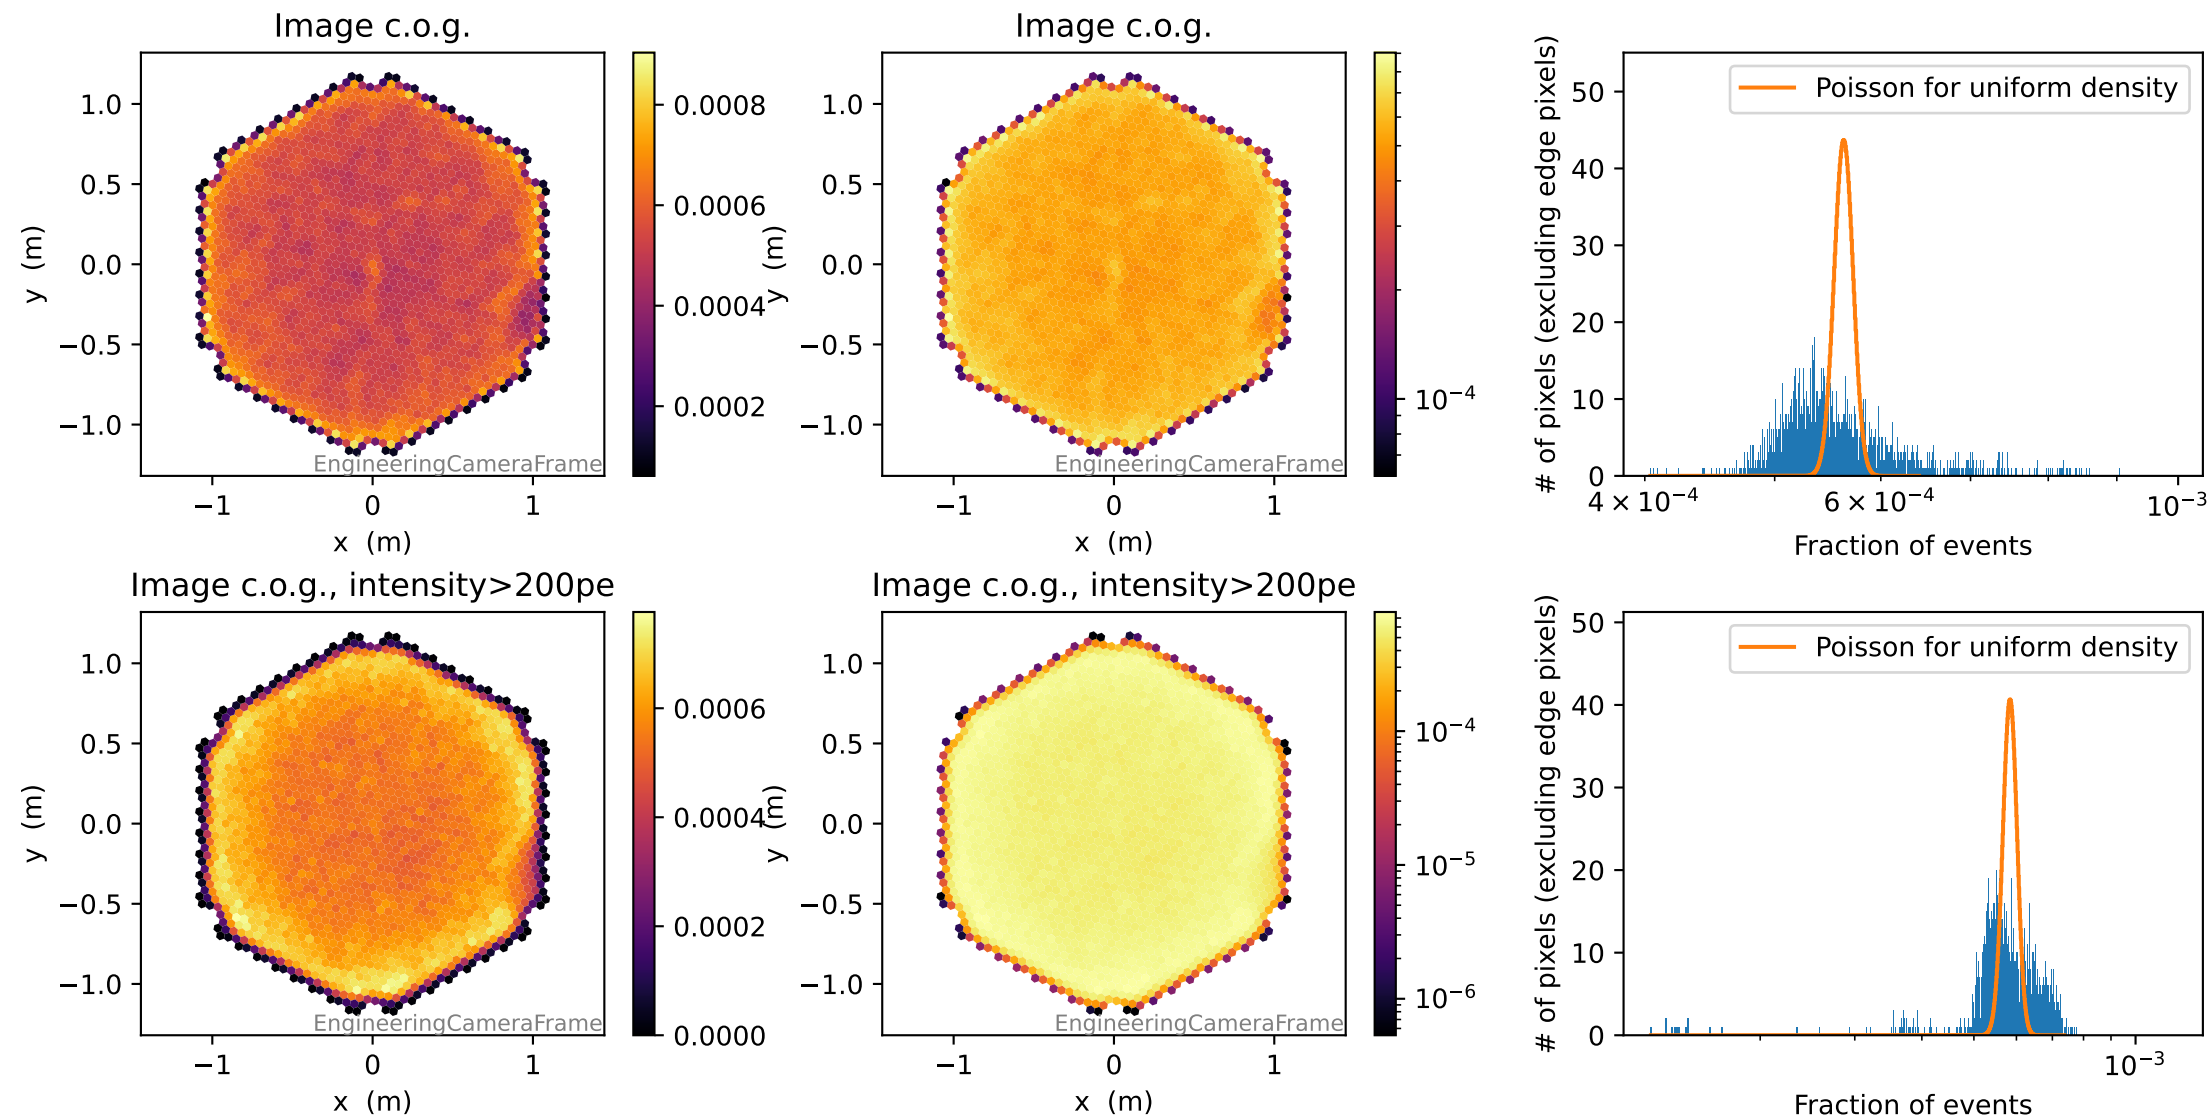 Image c.o.g.
1.0
0.5
0.0
−0.5
−1.0
y (m)
−1
0
1
x (m)
EngineeringCameraFrame
0.0008
0.0006
0.0004
0.0002
Image c.o.g.
1.0
0.5
0.0
−0.5
−1.0
y (m)
−1
0
1
x (m)
EngineeringCameraFrame
10⁻⁴
Poisson for uniform density
50
40
30
20
10
0
# of pixels (excluding edge pixels)
4 × 10⁻⁴
6 × 10⁻⁴
10⁻³
Fraction of events
Image c.o.g., intensity>200pe
1.0
0.5
0.0
−0.5
−1.0
y (m)
−1
0
1
x (m)
EngineeringCameraFrame
0.0006
0.0004
0.0002
0.0000
Image c.o.g., intensity>200pe
1.0
0.5
0.0
−0.5
−1.0
y (m)
−1
0
1
x (m)
EngineeringCameraFrame
10⁻⁴
10⁻⁵
10⁻⁶
Poisson for uniform density
50
40
30
20
10
0
# of pixels (excluding edge pixels)
10⁻³
Fraction of events